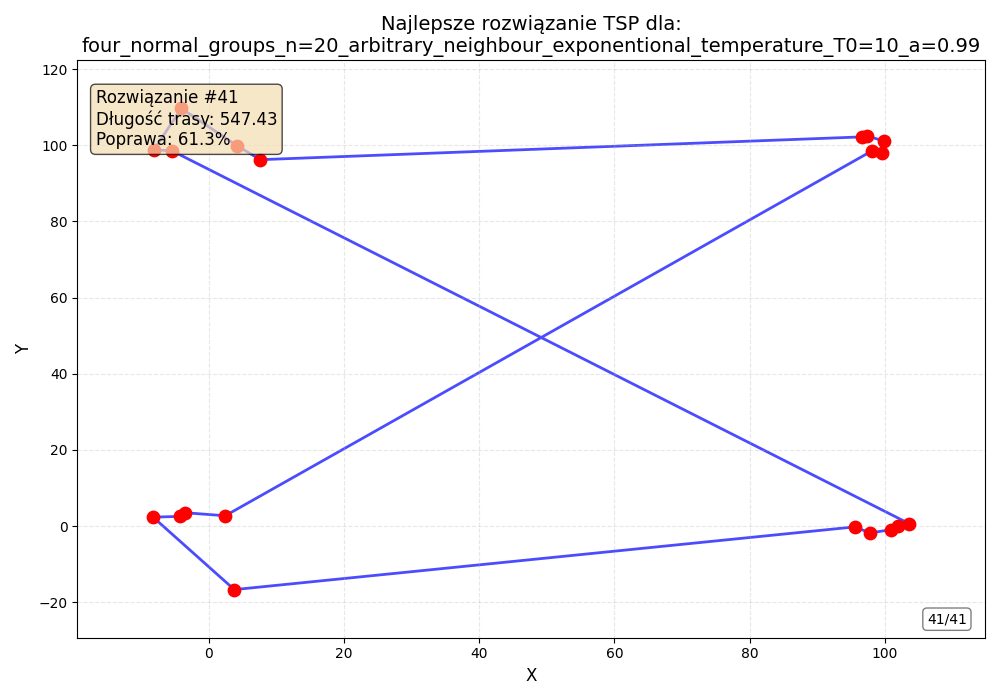 Najlepsze rozwiązanie TSP dla:
four_normal_groups_n=20_arbitrary_neighbour_exponentional_temperature_T0=10_a=0.99
Rozwiązanie #41
Długość trasy: 547.43
Poprawa: 61.3%
120
100
80
60
40
20
0
−20
Y
0
20
40
60
80
100
X
41/41